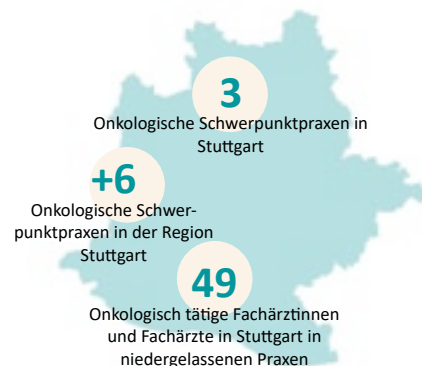 3
Onkologische Schwerpunktpraxen in
Stuttgart
+6
Onkologische Schwer-
punktpraxen in der Region
Stuttgart
49
Onkologisch tätige Fachärztinnen
und Fachärzte in Stuttgart in
niedergelassenen Praxen